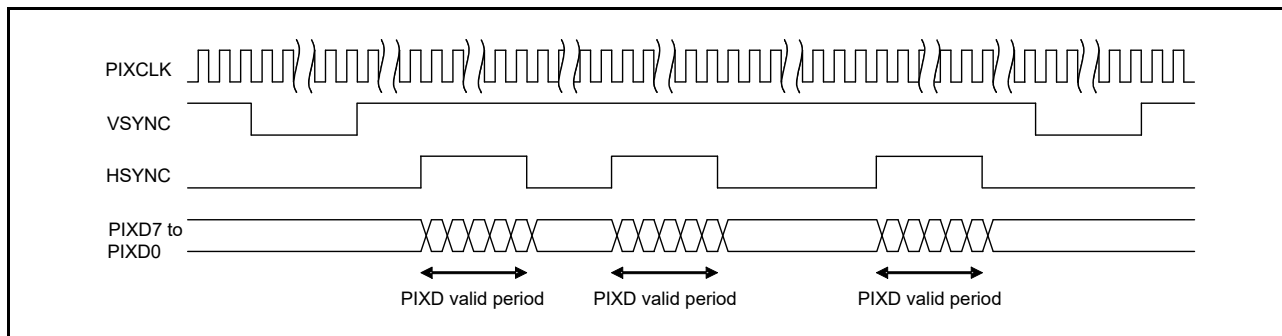 PIXCLK
VSYNC
HSYNC
PIXD7 to
PIXD0
PIXD valid period
PIXD valid period
PIXD valid period